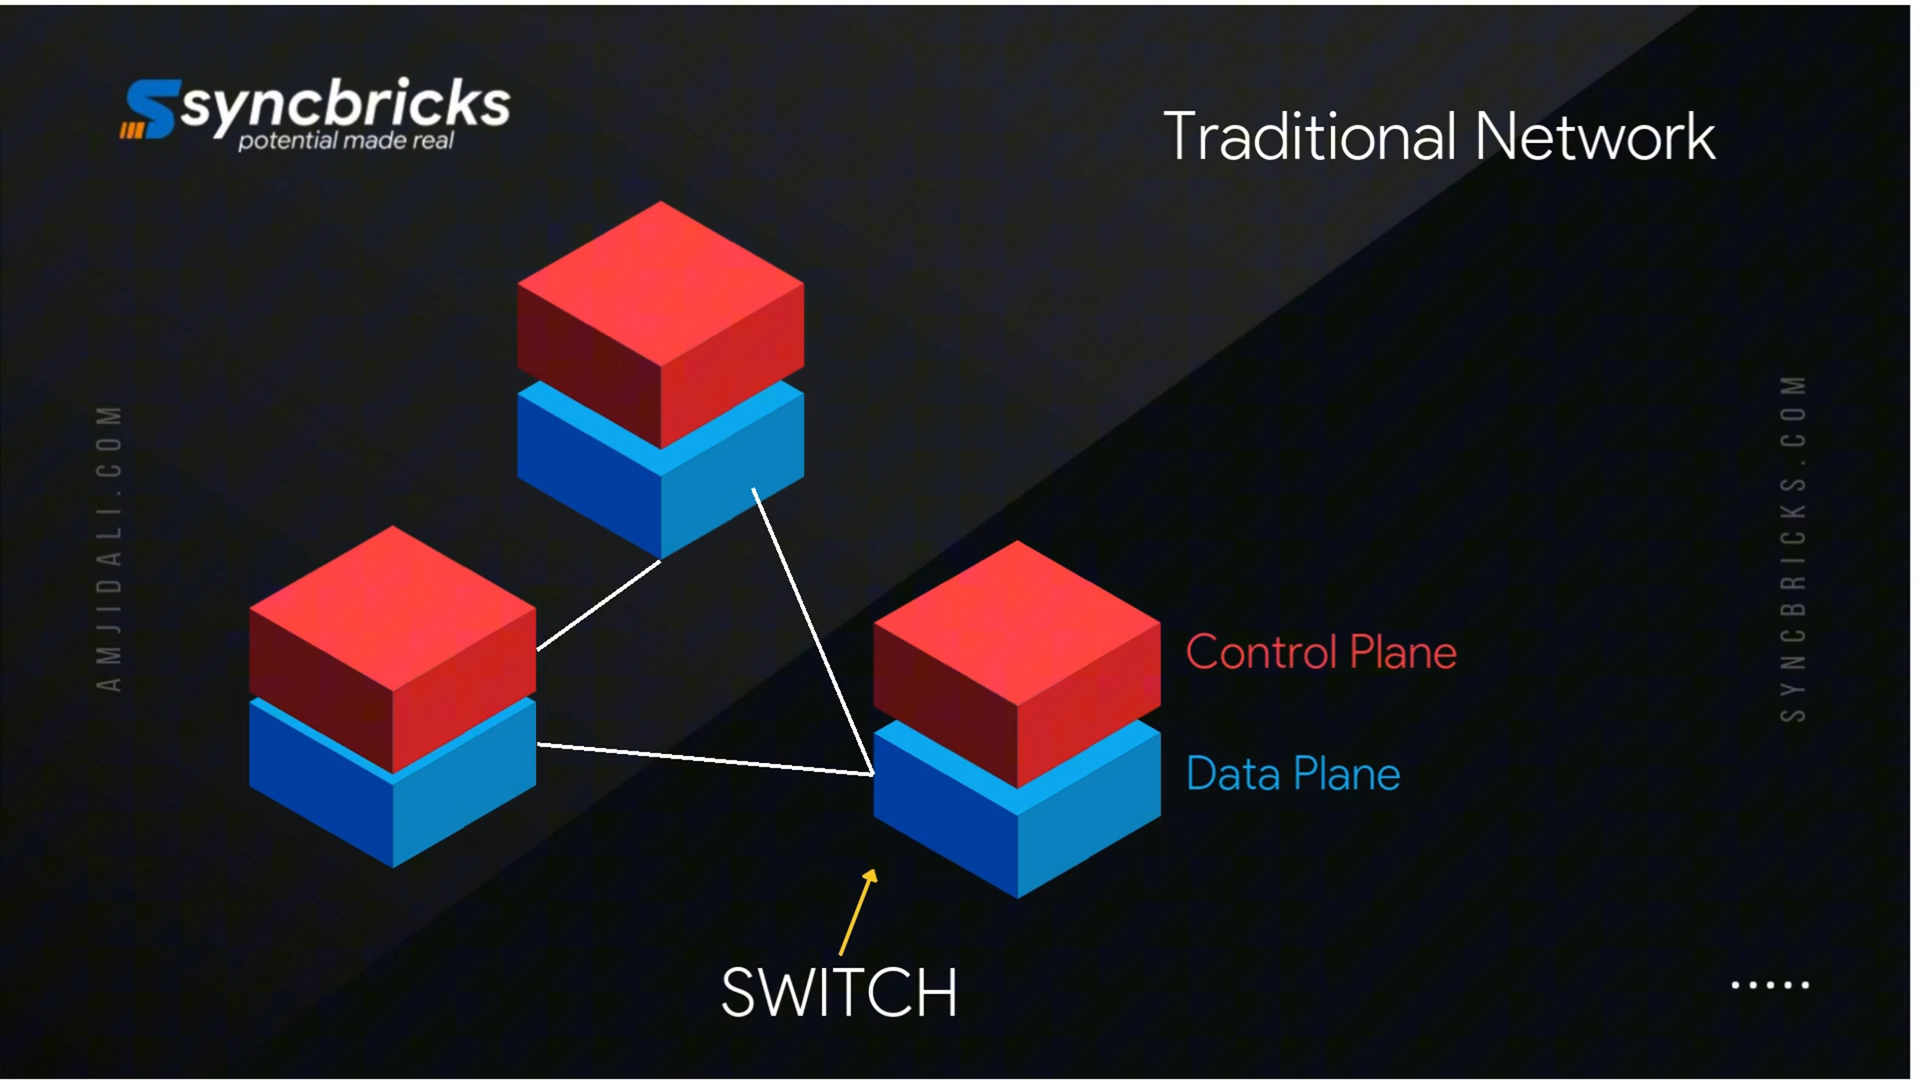 syncbricks
potential made real
Traditional Network
AMJIDALI.COM
SYNCBRICKS.COM
Control Plane
Data Plane
SWITCH